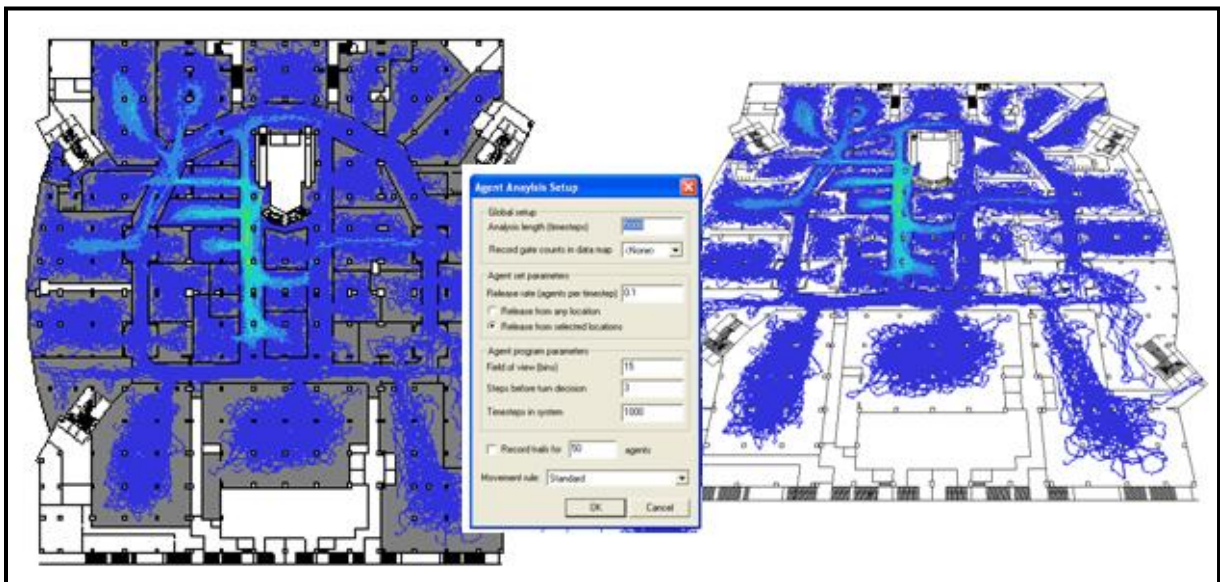 Agent Anaylsis Setup
Global setup
Analysis length (timesteps) 5000
Record gate counts in data map <None>
Agent set parameters
Release rate (agents per timestep) 0.1
Release from any location
Release from selected locations
Agent program parameters
Field of view (bins) 15
Steps before turn decision 3
Timesteps in system 1000
Record trails for 50 agents
Movement rule: Standard
OK Cancel